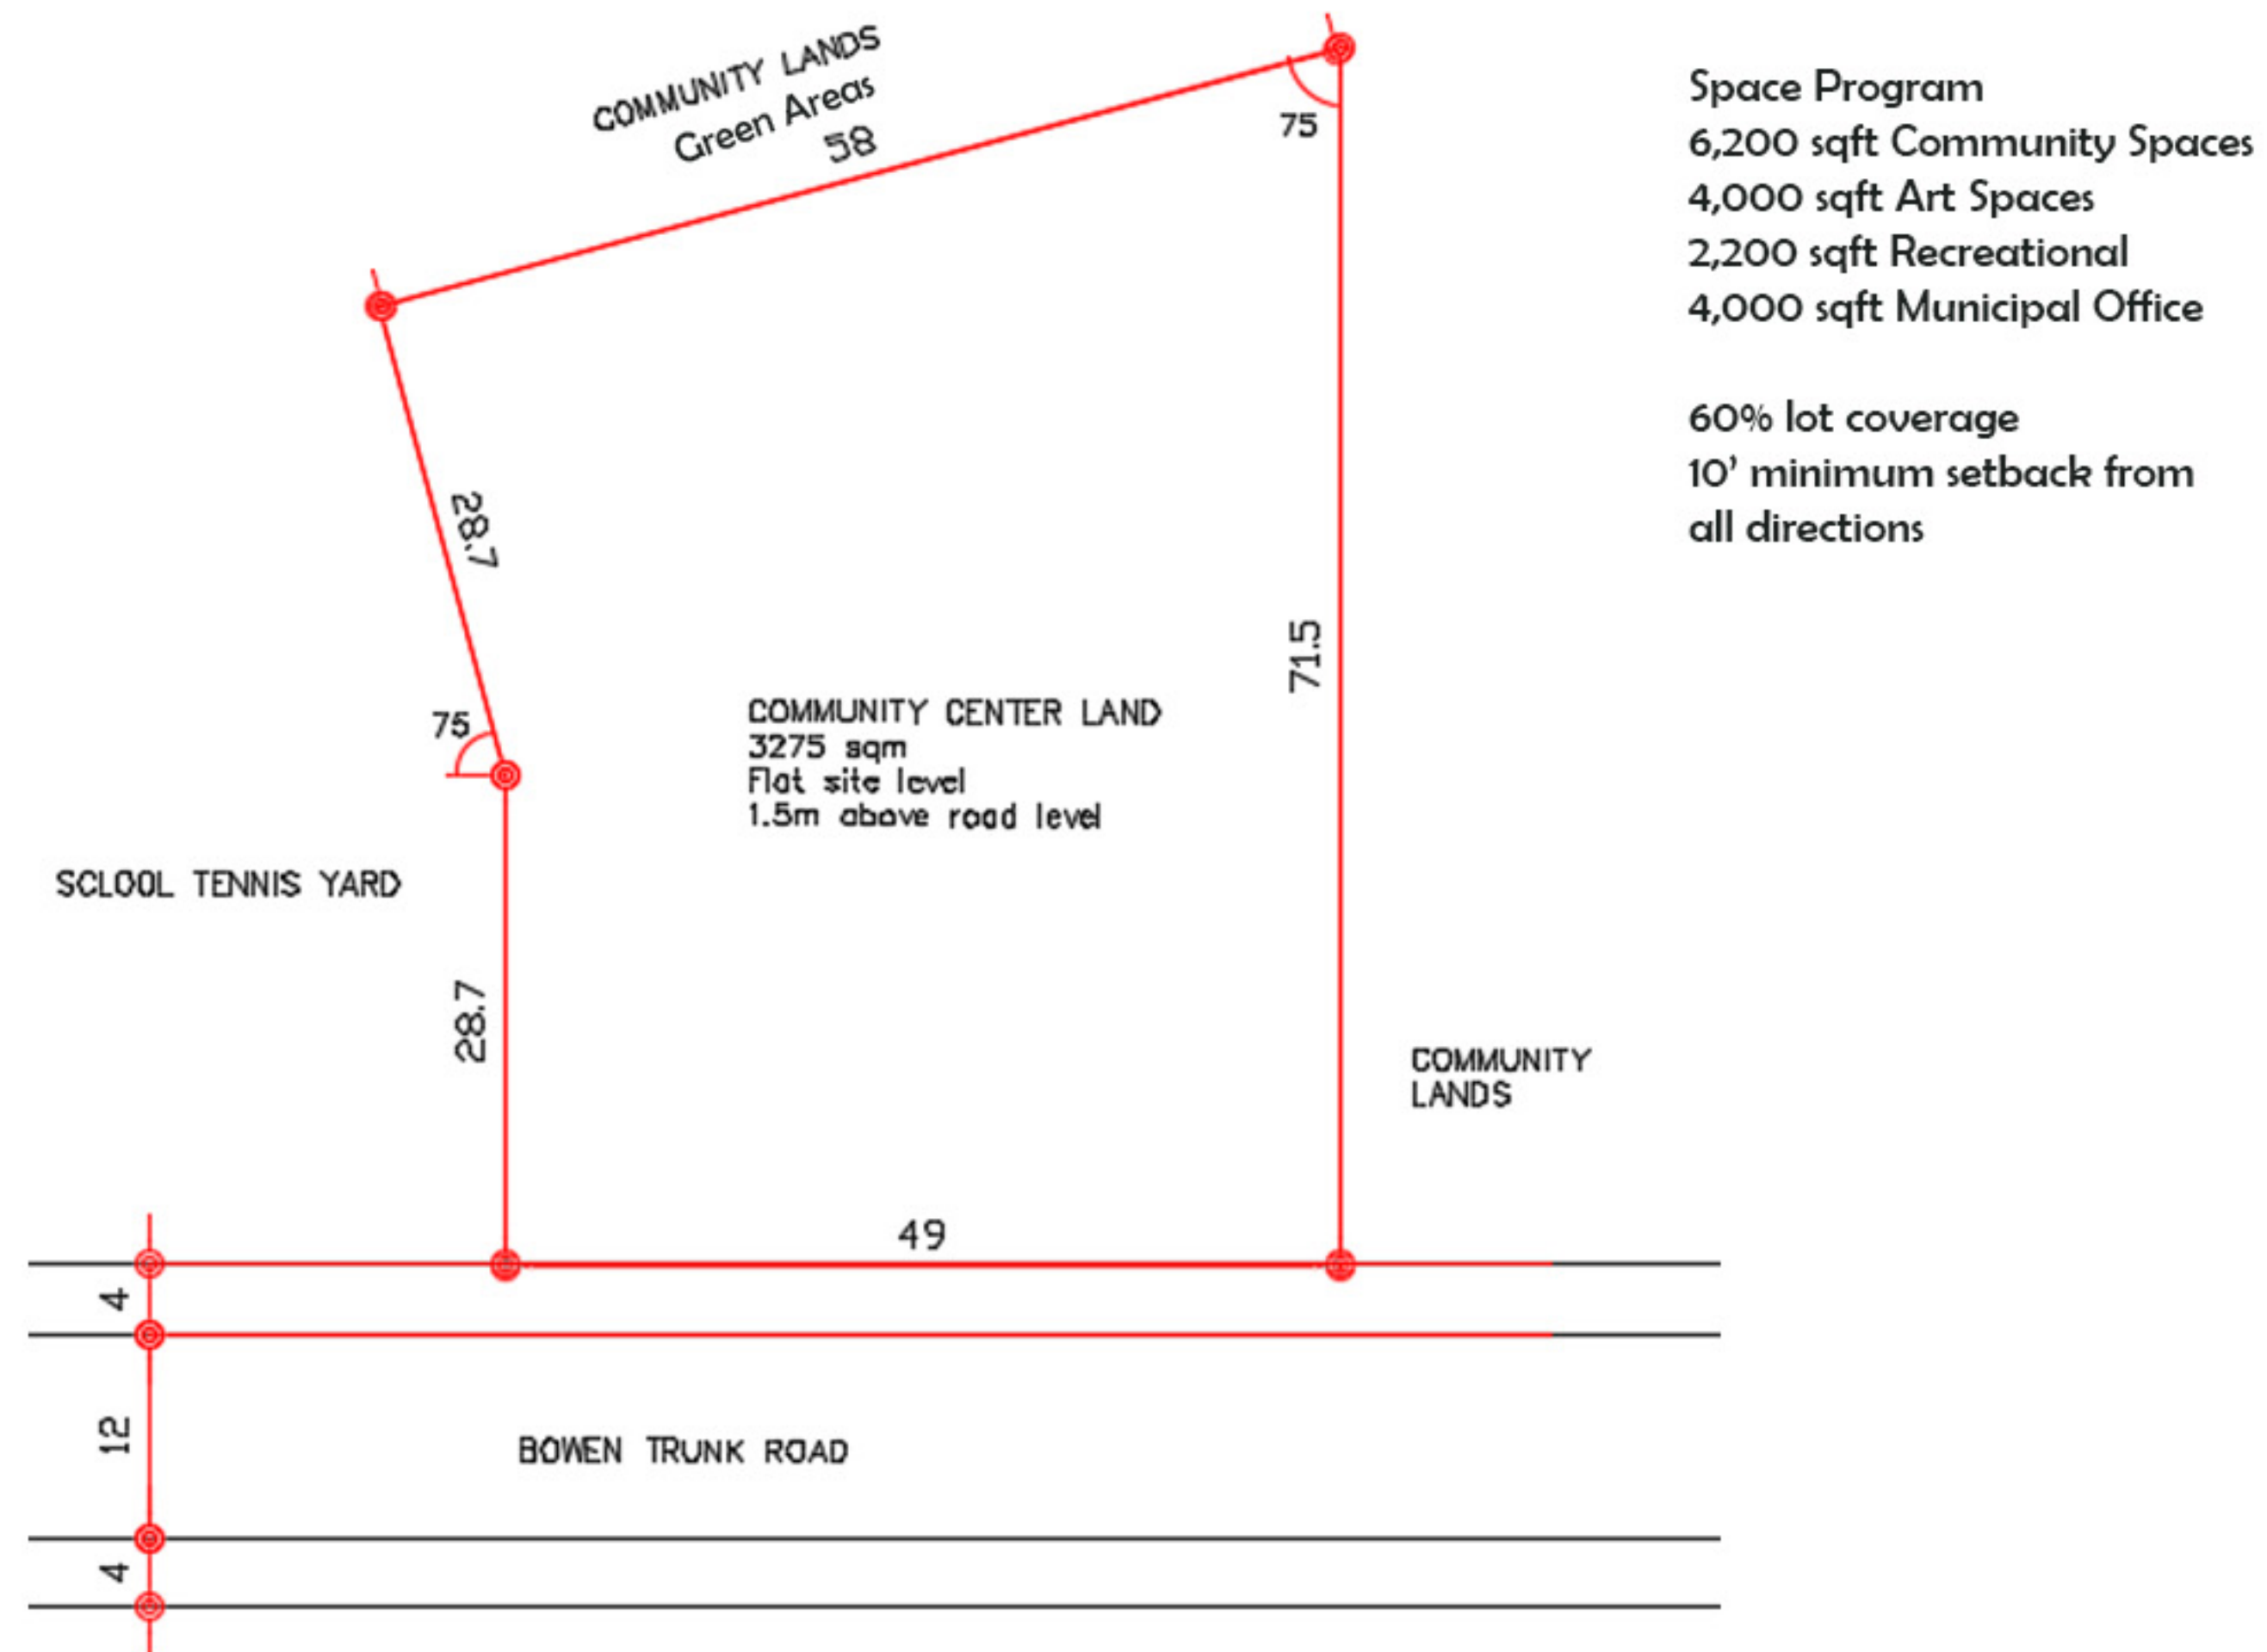 COMMUNITY LANDS
Green Areas
58
75
Space Program
6,200 sqft Community Spaces
4,000 sqft Art Spaces
2,200 sqft Recreational
4,000 sqft Municipal Office
60% lot coverage
10' minimum setback from
all directions
28.7
71.5
75
COMMUNITY CENTER LAND
3275 sqm
Flat site level
1.5m above road level
SCLOOL TENNIS YARD
28.7
COMMUNITY
LANDS
49
4
12
BOWEN TRUNK ROAD
4